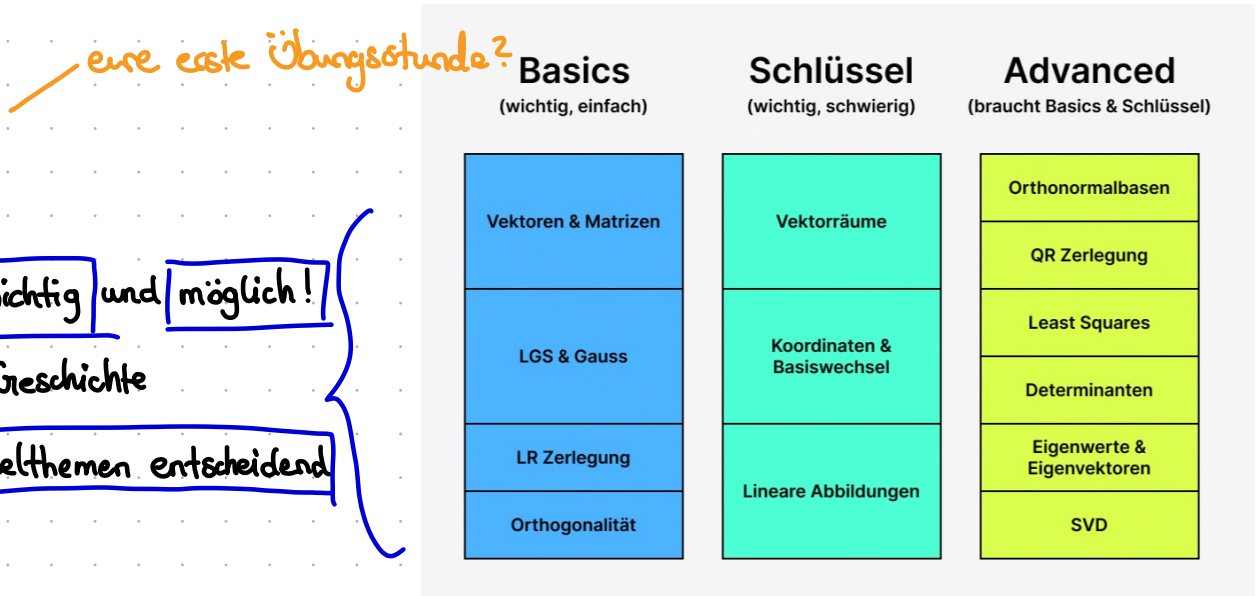 eure erste Übungsstunde?
ichtig und möglich!
Geschichte
elthemen entscheidend
Basics
(wichtig, einfach)
Vektoren & Matrizen
LGS & Gauss
LR Zerlegung
Orthogonalität
Schlüssel
(wichtig, schwierig)
Vektorräume
Koordinaten &
Basiswechsel
Lineare Abbildungen
Advanced
(braucht Basics & Schlüssel)
Orthonormalbasen
QR Zerlegung
Least Squares
Determinanten
Eigenwerte &
Eigenvektoren
SVD